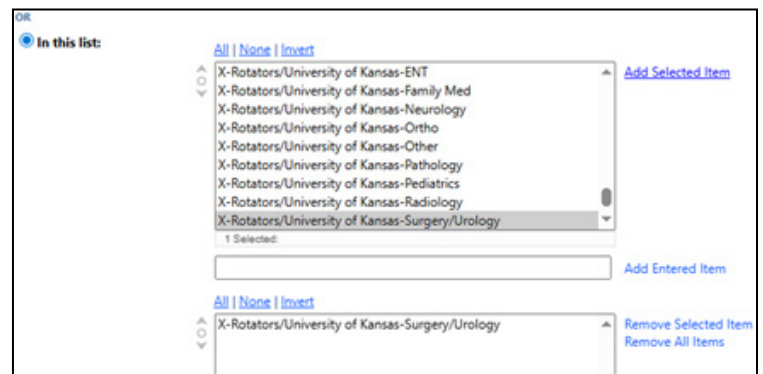 OR
In this list:
All | None | Invert
X-Rotators/University of Kansas-ENT
Add Selected Item
X-Rotators/University of Kansas-Family Med
X-Rotators/University of Kansas-Neurology
X-Rotators/University of Kansas-Ortho
X-Rotators/University of Kansas-Other
X-Rotators/University of Kansas-Pathology
X-Rotators/University of Kansas-Pediatrics
X-Rotators/University of Kansas-Radiology
X-Rotators/University of Kansas-Surgery/Urology
1 Selected:
Add Entered Item
All | None | Invert
X-Rotators/University of Kansas-Surgery/Urology
Remove Selected Item
Remove All Items